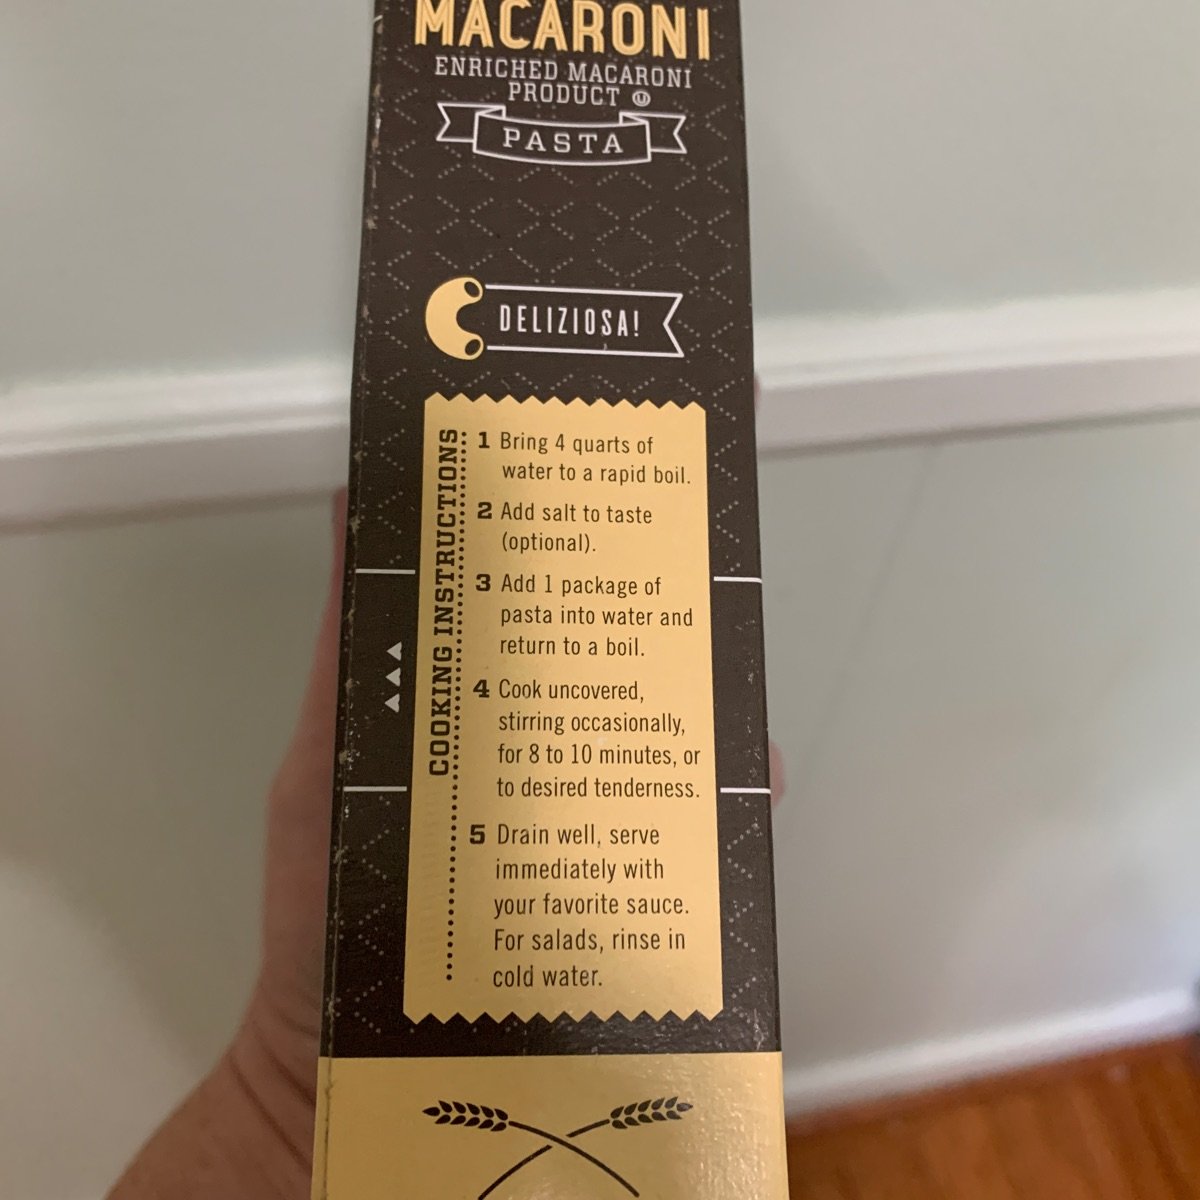 MACARONI
ENRICHED MACARONI
PRODUCT Ⓤ
PASTA
DELIZIOSA!
COOKING INSTRUCTIONS
1 Bring 4 quarts of
water to a rapid boil.
2 Add salt to taste
(optional).
3 Add 1 package of
pasta into water and
return to a boil.
4 Cook uncovered,
stirring occasionally,
for 8 to 10 minutes, or
to desired tenderness.
5 Drain well, serve
immediately with
your favorite sauce.
For salads, rinse in
cold water.